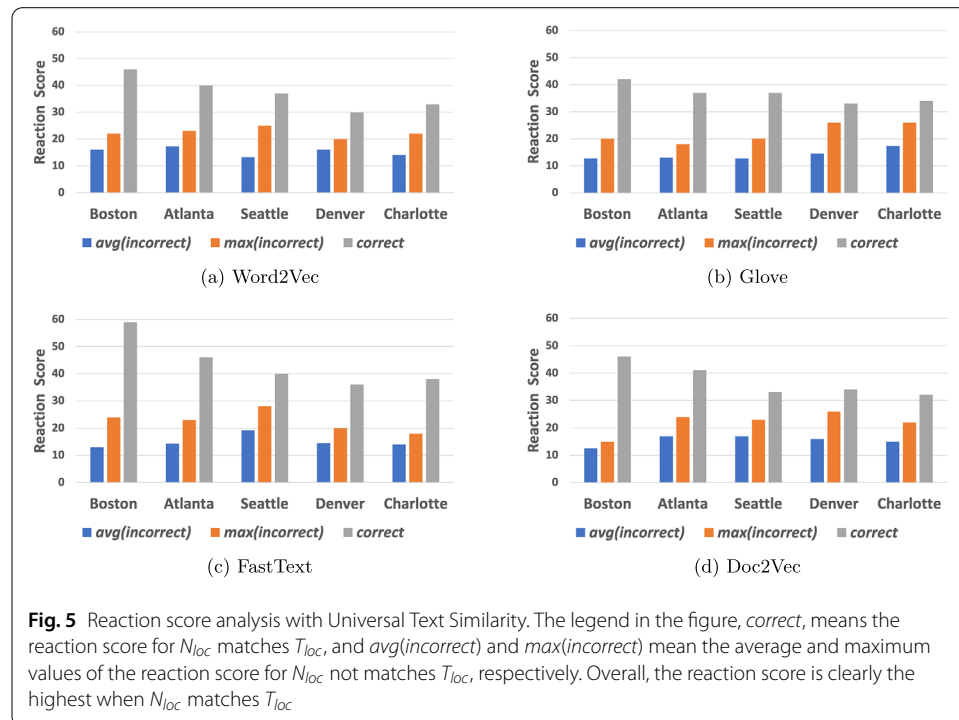 60
50
40
30
20
10
0
Reaction Score
Boston Atlanta Seattle Denver Charlotte
avg(incorrect) max(incorrect) correct
(a) Word2Vec
60
50
40
30
20
10
0
Reaction Score
Boston Atlanta Seattle Denver Charlotte
avg(incorrect) max(incorrect) correct
(b) Glove
60
50
40
30
20
10
0
Reaction Score
Boston Atlanta Seattle Denver Charlotte
avg(incorrect) max(incorrect) correct
(c) FastText
60
50
40
30
20
10
0
Reaction Score
Boston Atlanta Seattle Denver Charlotte
avg(incorrect) max(incorrect) correct
(d) Doc2Vec
Fig. 5 Reaction score analysis with Universal Text Similarity. The legend in the figure, correct, means the
reaction score for N_loc matches T_loc, and avg(incorrect) and max(incorrect) mean the average and maximum
values of the reaction score for N_loc not matches T_loc, respectively. Overall, the reaction score is clearly the
highest when N_loc matches T_loc